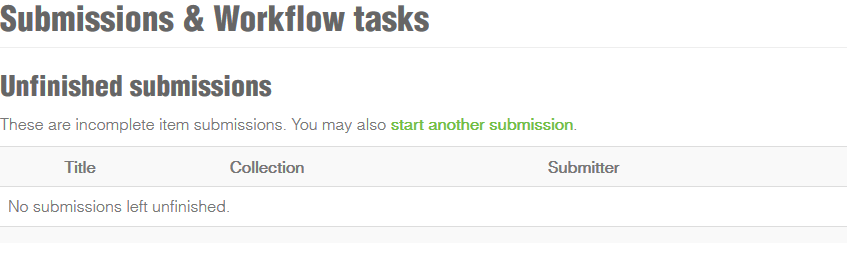 Submissions & Workflow tasks
Unfinished submissions
These are incomplete item submissions. You may also start another submission.
Title Collection Submitter
No submissions left unfinished.